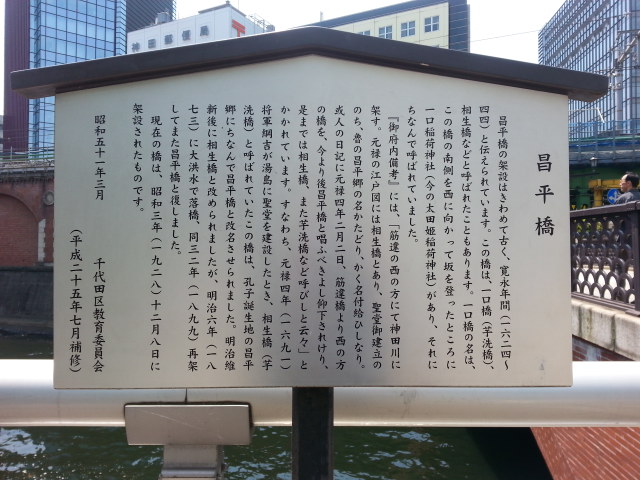 神田郵便局
昌平橋
昌平橋の架設はきわめて古く、寛永年間(一六二四〜
四四)と伝えられています。この橋は、一口橋(芋洗橋)、
相生橋などと呼ばれたこともあります。一口橋の名は、
この橋の南側を西に向かって坂を登ったところに
一口稲荷神社(今の太田姫稲荷神社)があり、それに
ちなんで呼ばれていました。
『御府内備考』には、「筋違の西の方にて神田川に
架す。元禄の江戸図には相生橋とあり、聖堂御建立の
のち、魯の昌平郷の名かたどり、かく名付給ひしなり。
或人の日記に元禄四年二月二日、筋違橋より西の方
の橋を、今より後昌平橋と唱ふべきよし仰下されけり、
是までは相生橋、また芋洗橋など呼びしと云々」と
かかれています。すなわち、元禄四年(一六九一)
将軍綱吉が湯島に聖堂を建設したとき、相生橋(芋
洗橋)と呼ばれていたこの橋は、孔子誕生地の昌平
郷にちなんで昌平橋と改名させられました。明治維
新後に相生橋と改められましたが、明治六年(一八
七三)に大洪水で落橋、同三二年(一八九九)再架
してまた昌平橋と復しました。
現在の橋は、昭和三年(一九二八)十二月八日に
架設されたものです。
昭和五十一年三月
千代田区教育委員会
(平成二十五年七月補修)